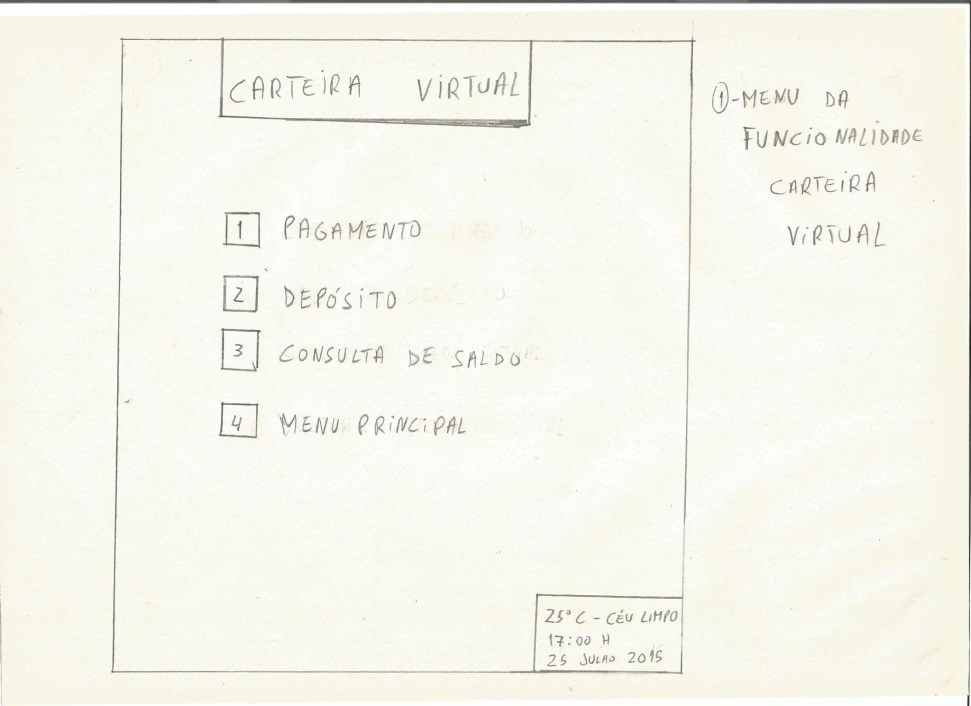 CARTEIRA VIRTUAL
1 PAGAMENTO
2 DEPÓSITO
3 CONSULTA DE SALDO
4 MENU PRINCIPAL
25°C - CÉU LIMPO
17:00 H
25 JULHO 2015
1-MENU DA
FUNCIONALIDADE
CARTEIRA
VIRTUAL